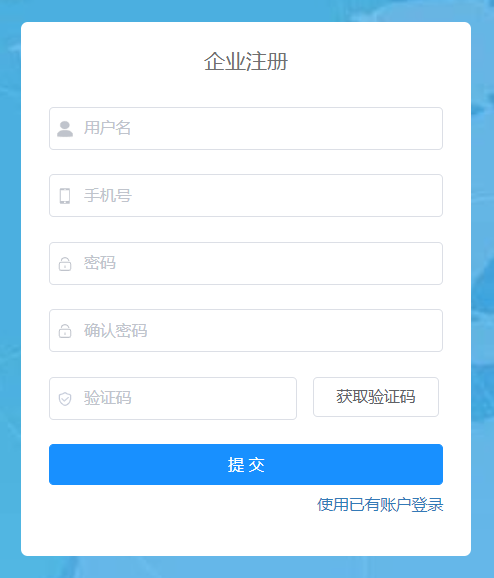 企业注册
用户名
手机号
密码
确认密码
验证码 获取验证码
提 交
使用已有账户登录